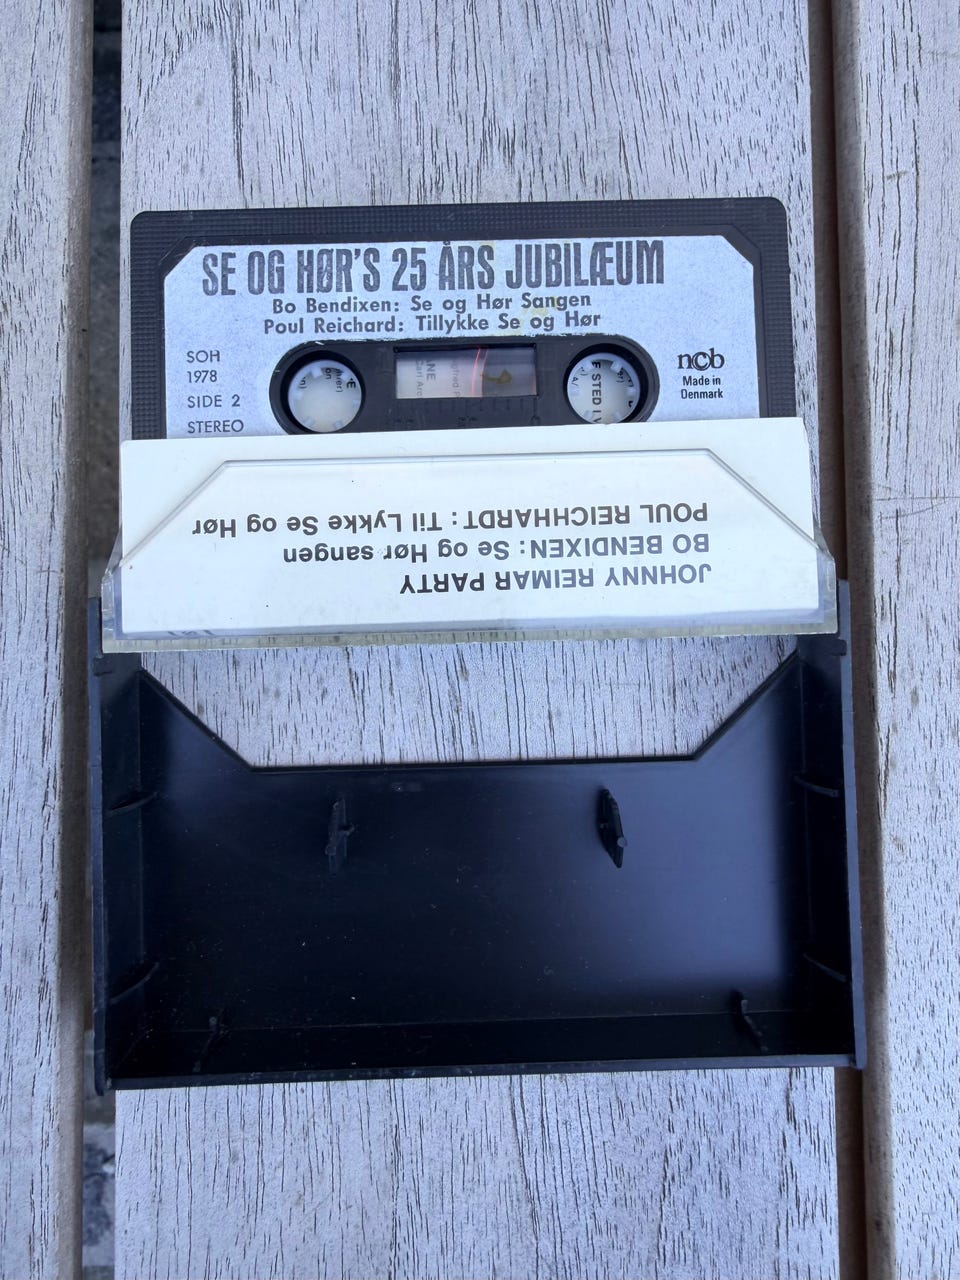 SE OG HØR'S 25 ÅRS JUBILÆUM
Bo Bendixen: Se og Hør Sangen
Poul Reichard: Tillykke Se og Hør
SOH
1978
SIDE 2
STEREO
ncb
Made in
Denmark
JOHNNY REIMAR PARTY
BO BENDIXEN: Se og Hør sangen
POUL REICHHARDT: Til Lykke Se og Hør